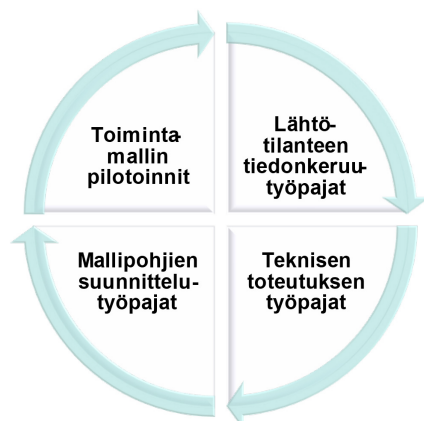 Toiminta-
mallin
pilotoinnit
Lähtö-
tilanteen
tiedonkeruu-
työpajat
Mallipohjien
suunnittelu-
työpajat
Teknisen
toteutuksen
työpajat